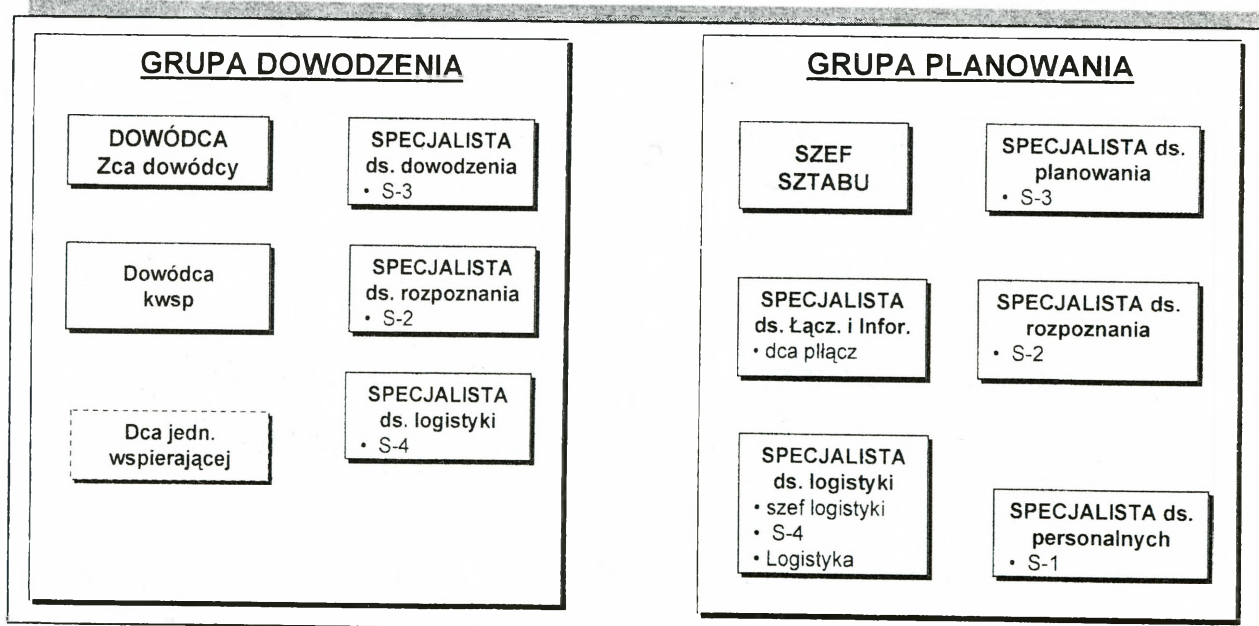 GRUPA DOWODZENIA
DOWÓDCA
Zca dowódcy
SPECJALISTA
ds. dowodzenia
• S-3
Dowódca
kwsp
SPECJALISTA
ds. rozpoznania
• S-2
Dca jedn.
wspierającej
SPECJALISTA
ds. logistyki
• S-4
GRUPA PLANOWANIA
SZEF
SZTABU
SPECJALISTA ds.
planowania
• S-3
SPECJALISTA
ds. Łącz. i Infor.
• dca płłącz
SPECJALISTA ds.
rozpoznania
• S-2
SPECJALISTA
ds. logistyki
• szef logistyki
• S-4
• Logistyka
SPECJALISTA ds.
personalnych
• S-1